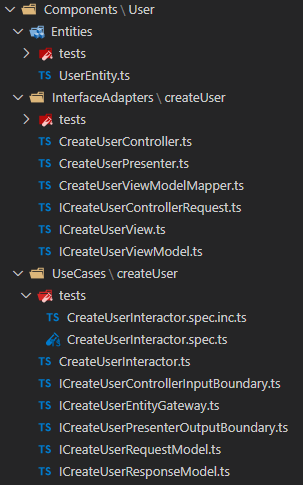 Components \ User
Entities
tests
TS UserEntity.ts
InterfaceAdapters \ createUser
tests
TS CreateUserController.ts
TS CreateUserPresenter.ts
TS CreateUserViewModelMapper.ts
TS ICreateUserControllerRequest.ts
TS ICreateUserView.ts
TS ICreateUserViewModel.ts
UseCases \ createUser
tests
TS CreateUserInteractor.spec.inc.ts
CreateUserInteractor.spec.ts
TS CreateUserInteractor.ts
TS ICreateUserControllerInputBoundary.ts
TS ICreateUserEntityGateway.ts
TS ICreateUserPresenterOutputBoundary.ts
TS ICreateUserRequestModel.ts
TS ICreateUserResponseModel.ts